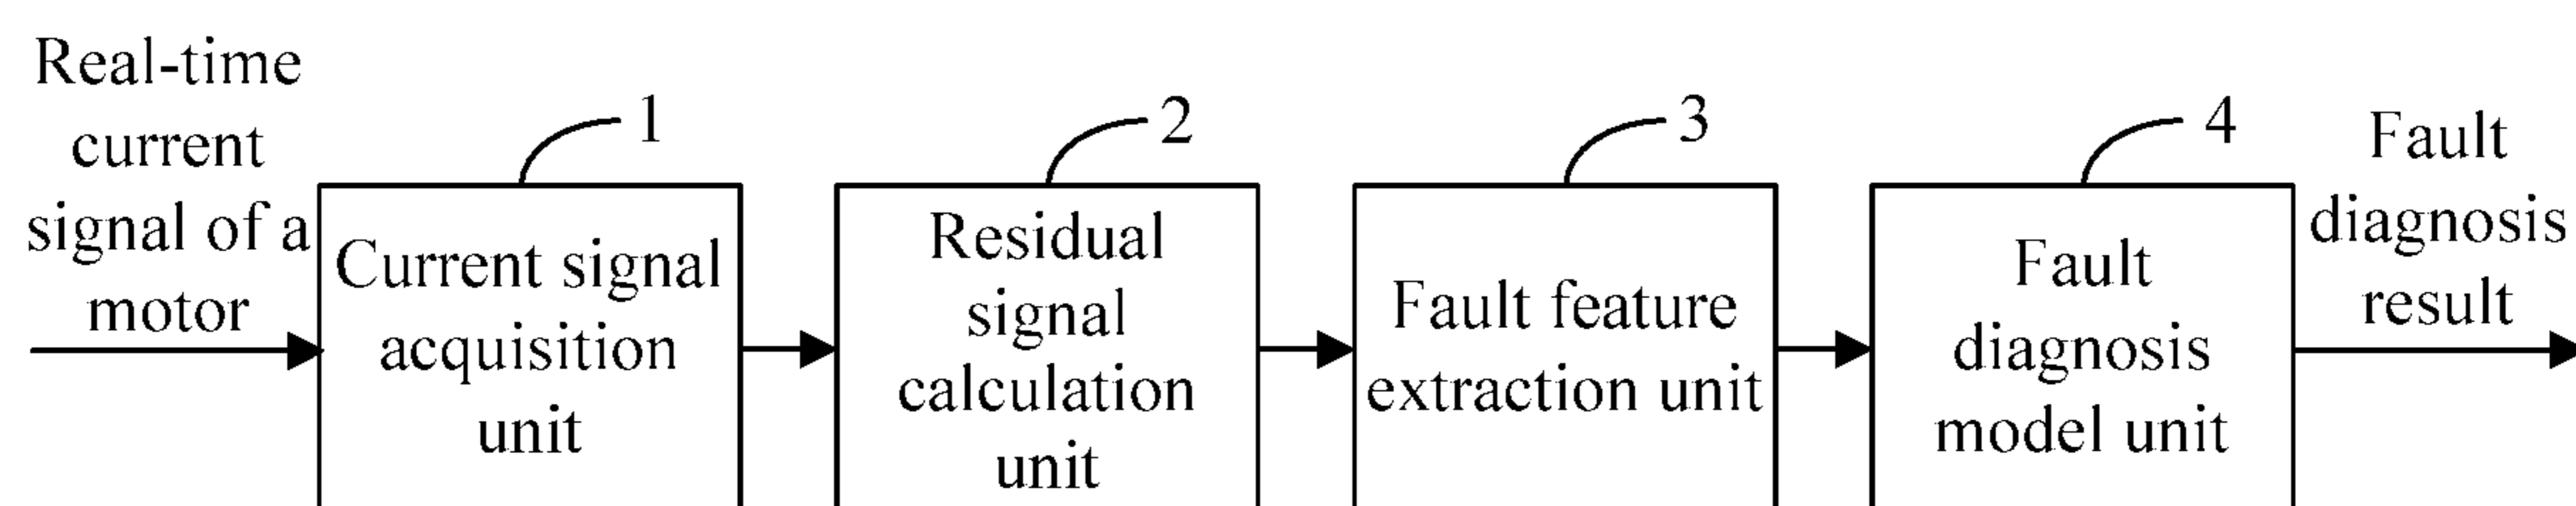 Real-time
current
signal of a
motor
1
Current signal
acquisition
unit
2
Residual
signal
calculation
unit
3
Fault feature
extraction unit
4
Fault
diagnosis
model unit
Fault
diagnosis
result